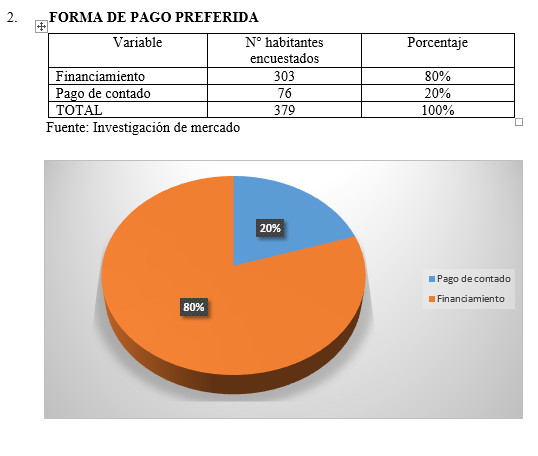 2. FORMA DE PAGO PREFERIDA
Variable N° habitantes encuestados Porcentaje
Financiamiento 303 80%
Pago de contado 76 20%
TOTAL 379 100%
Fuente: Investigación de mercado
20%
80%
Pago de contado
Financiamiento